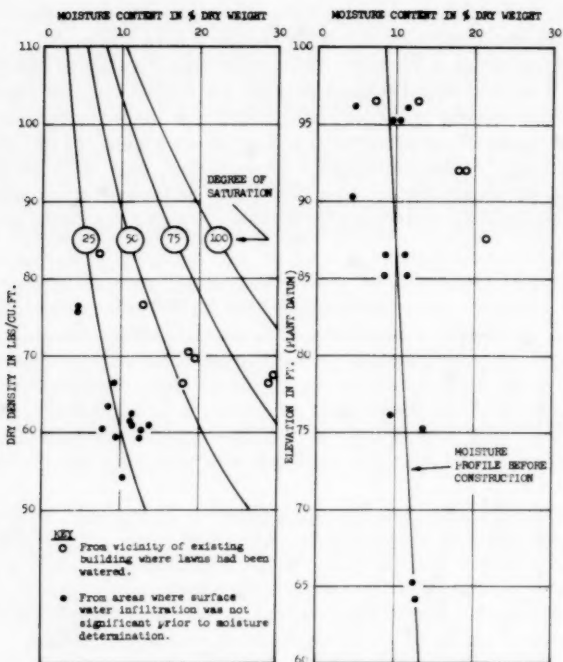 MOISTURE CONTENT IN % DRY WEIGHT
MOISTURE CONTENT IN % DRY WEIGHT
0 10 20 30
0 10 20 30
110
100
90
80
70
60
50
DRY DENSITY IN LBS/CU.FT.
DEGREE OF
SATURATION
25
50
75
100
KEY
From vicinity of existing
building where lawns had been
watered.
From areas where surface
water infiltration was not
significant prior to moisture
determination.
100
95
90
85
80
75
70
65
60
ELEVATION IN FT. (PLANT DATUM)
MOISTURE
PROFILE BEFORE
CONSTRUCTION